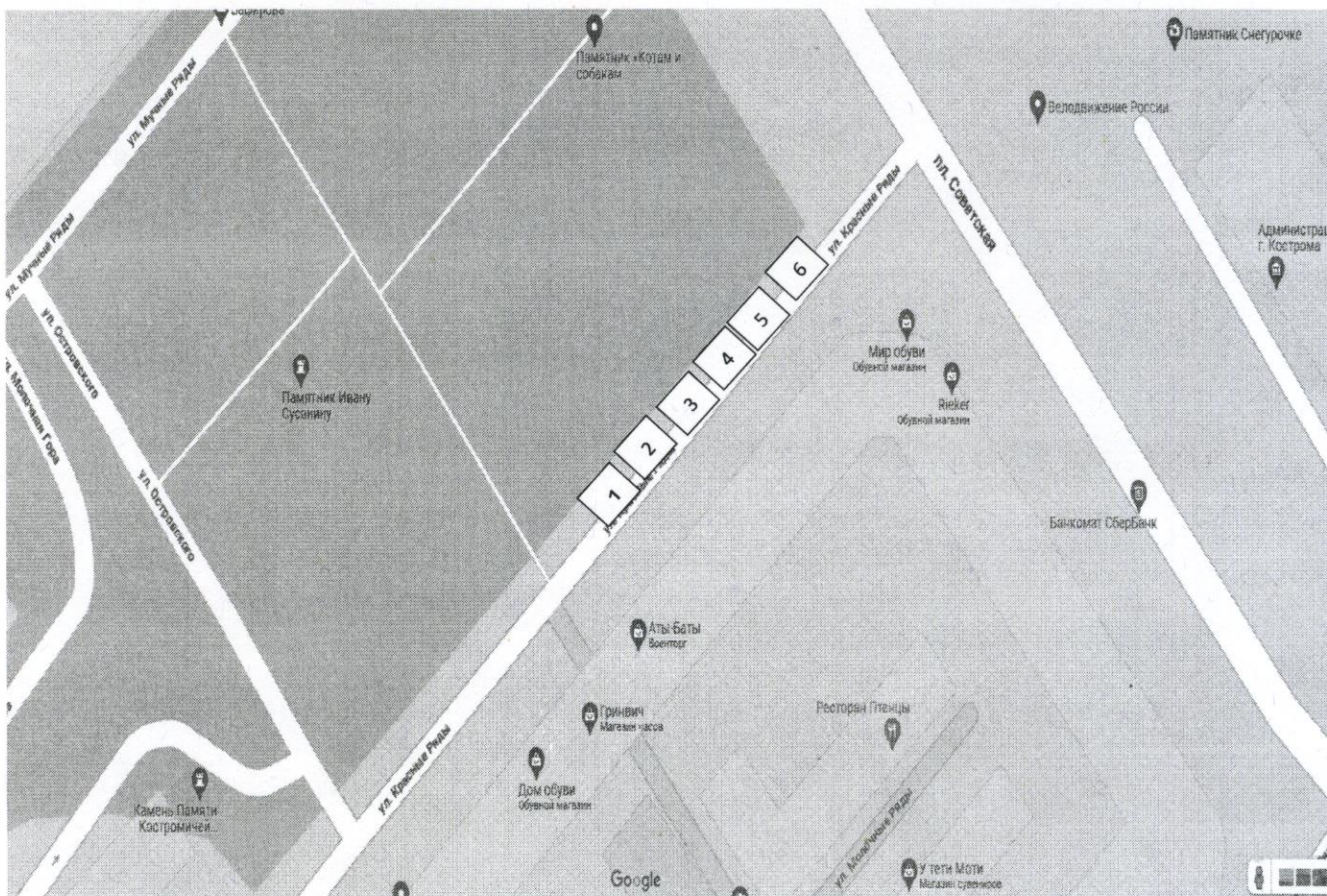 Памятник Снегурочке
Памятник «Котам и
собакам
ул. Мучные Ряды
Велодвижение России
пл. Советская
ул. Красные Ряды
Администрац
г. Кострома
ул. Мучные Ряды
6
ул. Островского
5
Мир обуви
Обувной магазин
4
Памятник Ивану
Сусанину
Rieker
Обувной магазин
3
2
1
ул. Молочная Гора
ул. Островского
Банкомат СберБанк
Аты-Баты
Военторг
Гринвич
Магазин часов
Ресторан Птенцы
ул. Красные Ряды
Дом обуви
Обувной магазин
Камень Памяти
Костромичей...
ул. Молочные Ряды
У тети Моти
Магазин сувениров
Google